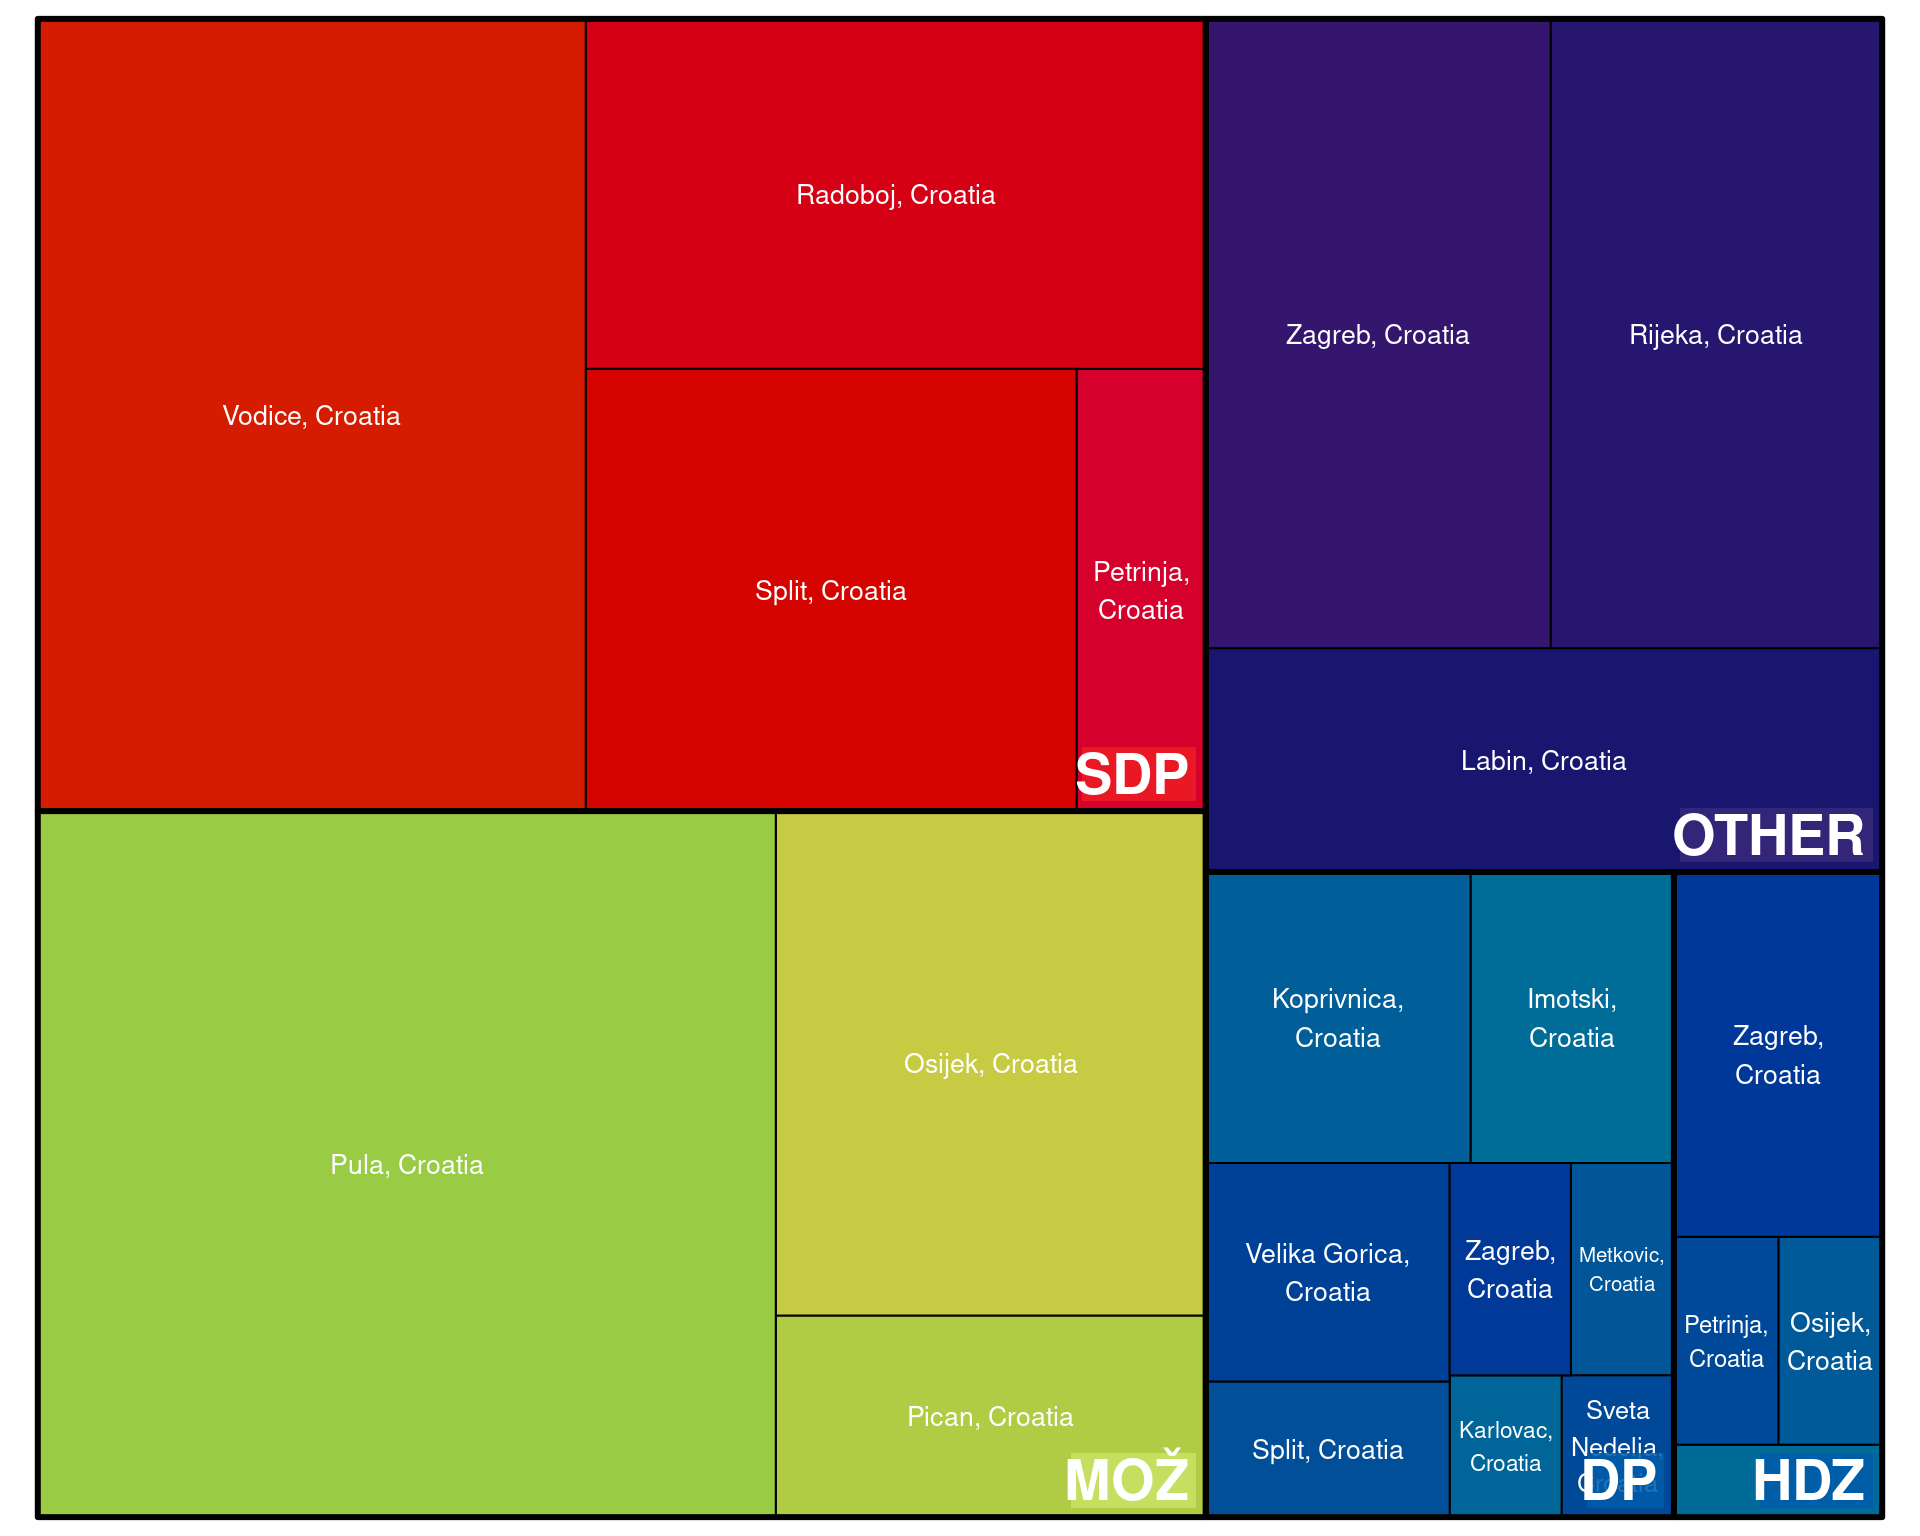 Vodice, Croatia
Radoboj, Croatia
Split, Croatia
Petrinja,
Croatia
SDP
Zagreb, Croatia
Rijeka, Croatia
Labin, Croatia
OTHER
Pula, Croatia
Osijek, Croatia
Pican, Croatia
MOŽ
Koprivnica,
Croatia
Imotski,
Croatia
Velika Gorica,
Croatia
Zagreb,
Croatia
Metkovic,
Croatia
Split, Croatia
Karlovac,
Croatia
Sveta
Nedelja,
Croatia
DP
Zagreb,
Croatia
Petrinja,
Croatia
Osijek,
Croatia
HDZ